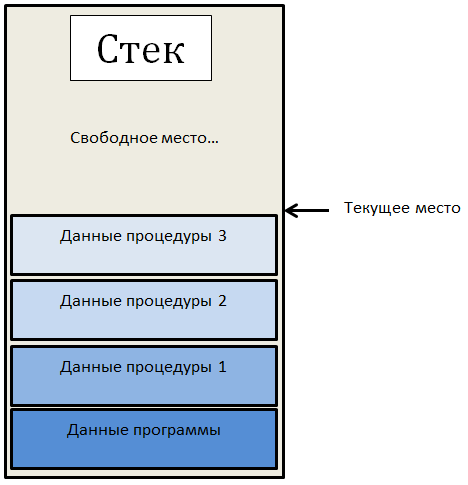 Стек
Свободное место...
Текущее место
Данные процедуры 3
Данные процедуры 2
Данные процедуры 1
Данные программы